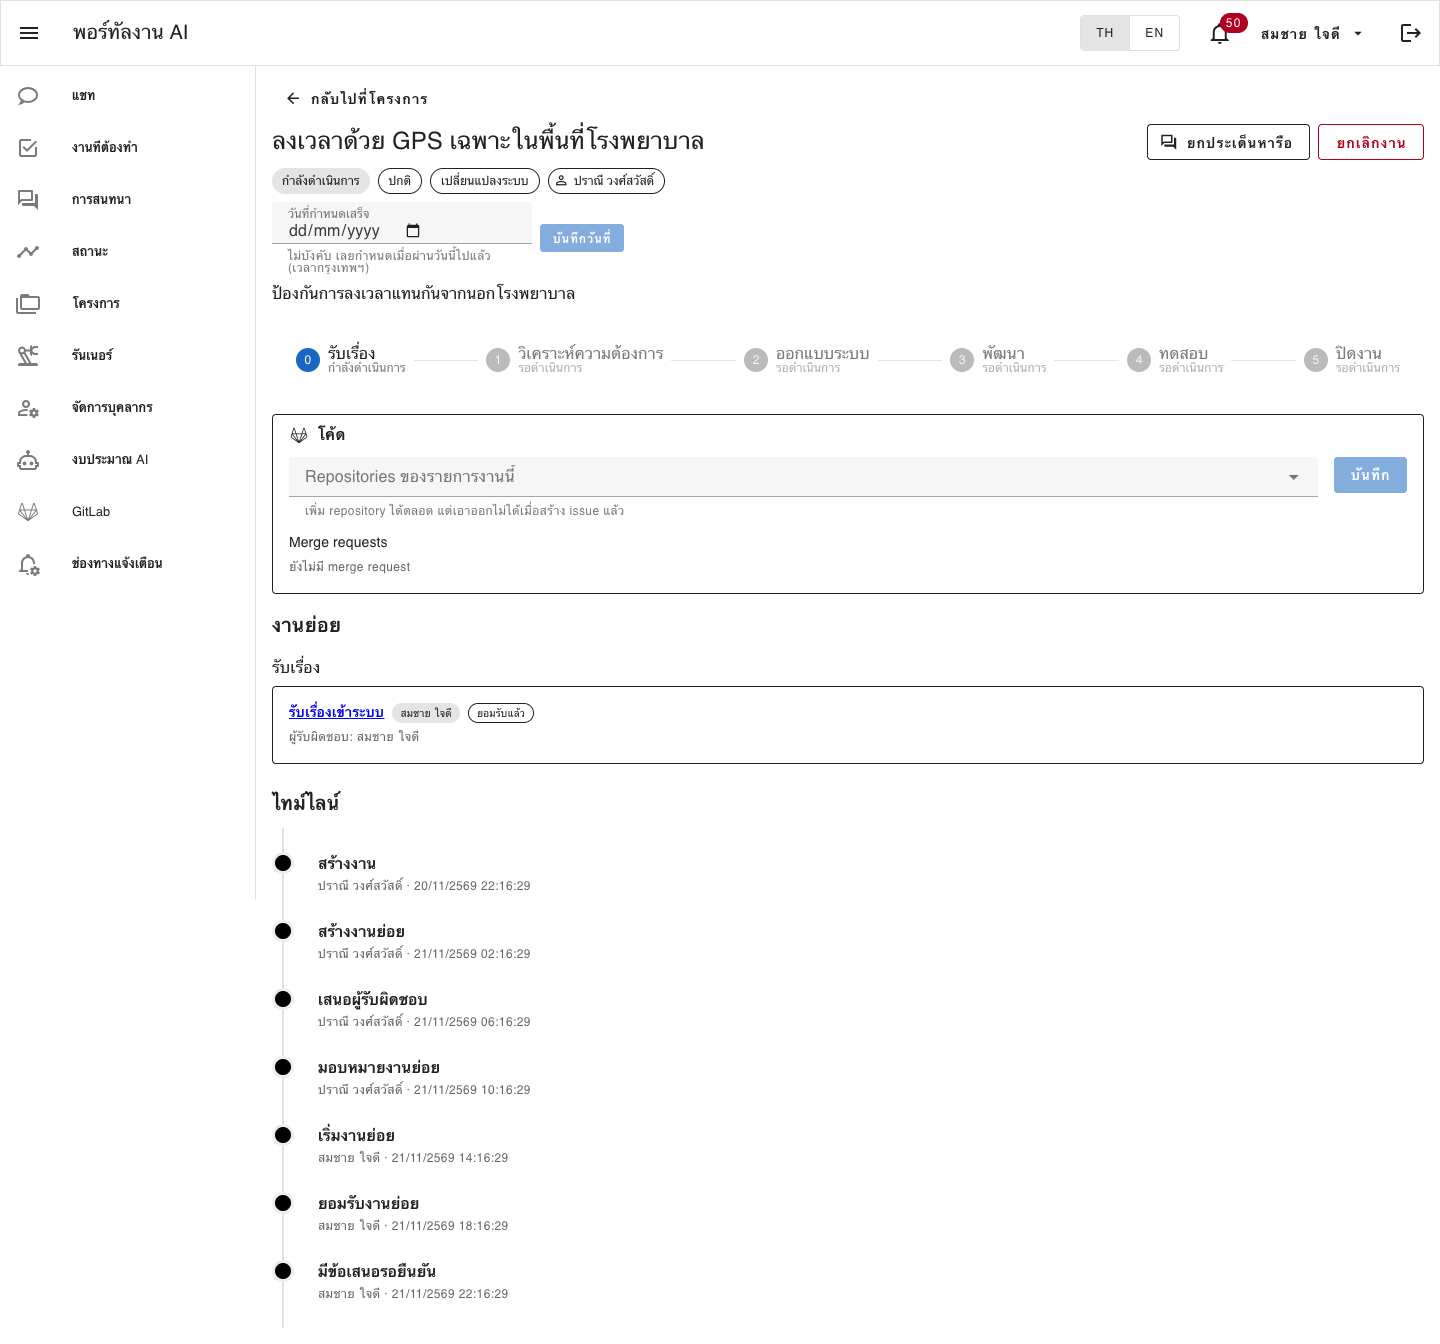 พอร์ทัลงาน AI
TH
EN
50
สมชาย ใจดี
แชท
งานที่ต้องทำ
การสนทนา
สถานะ
โครงการ
รันเนอร์
จัดการบุคลากร
งบประมาณ AI
GitLab
ช่องทางแจ้งเตือน
กลับไปที่โครงการ
ลงเวลาด้วย GPS เฉพาะในพื้นที่โรงพยาบาล
ยกประเด็นหารือ
ยกเลิกงาน
กำลังดำเนินการ
ปกติ
เปลี่ยนแปลงระบบ
ปราณี วงศ์สวัสดิ์
วันที่กำหนดเสร็จ
dd/mm/yyyy
บันทึกวันที่
ไม่บังคับ เลยกำหนดเมื่อผ่านวันนี้ไปแล้ว
(เวลากรุงเทพฯ)
ป้องกันการลงเวลาแทนกันจากนอกโรงพยาบาล
0
รับเรื่อง
กำลังดำเนินการ
1
วิเคราะห์ความต้องการ
รอดำเนินการ
2
ออกแบบระบบ
รอดำเนินการ
3
พัฒนา
รอดำเนินการ
4
ทดสอบ
รอดำเนินการ
5
ปิดงาน
รอดำเนินการ
โค้ด
Repositories ของรายการงานนี้
บันทึก
เพิ่ม repository ได้ตลอด แต่เอาออกไม่ได้เมื่อสร้าง issue แล้ว
Merge requests
ยังไม่มี merge request
งานย่อย
รับเรื่อง
รับเรื่องเข้าระบบ
สมชาย ใจดี
ยอมรับแล้ว
ผู้รับผิดชอบ: สมชาย ใจดี
ไทม์ไลน์
สร้างงาน
ปราณี วงศ์สวัสดิ์ · 20/11/2569 22:16:29
สร้างงานย่อย
ปราณี วงศ์สวัสดิ์ · 21/11/2569 02:16:29
เสนอผู้รับผิดชอบ
ปราณี วงศ์สวัสดิ์ · 21/11/2569 06:16:29
มอบหมายงานย่อย
ปราณี วงศ์สวัสดิ์ · 21/11/2569 10:16:29
เริ่มงานย่อย
สมชาย ใจดี · 21/11/2569 14:16:29
ยอมรับงานย่อย
สมชาย ใจดี · 21/11/2569 18:16:29
มีข้อเสนอรอยืนยัน
สมชาย ใจดี · 21/11/2569 22:16:29